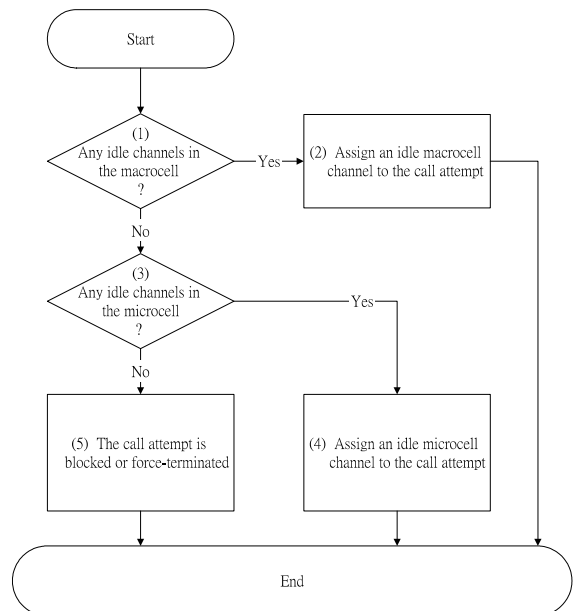 Start
(1)
Any idle channels in
the macrocell
?
Yes
(2) Assign an idle macrocell
channel to the call attempt
No
(3)
Any idle channels in
the microcell
?
Yes
No
(5) The call attempt is
blocked or force-terminated
(4) Assign an idle microcell
channel to the call attempt
End